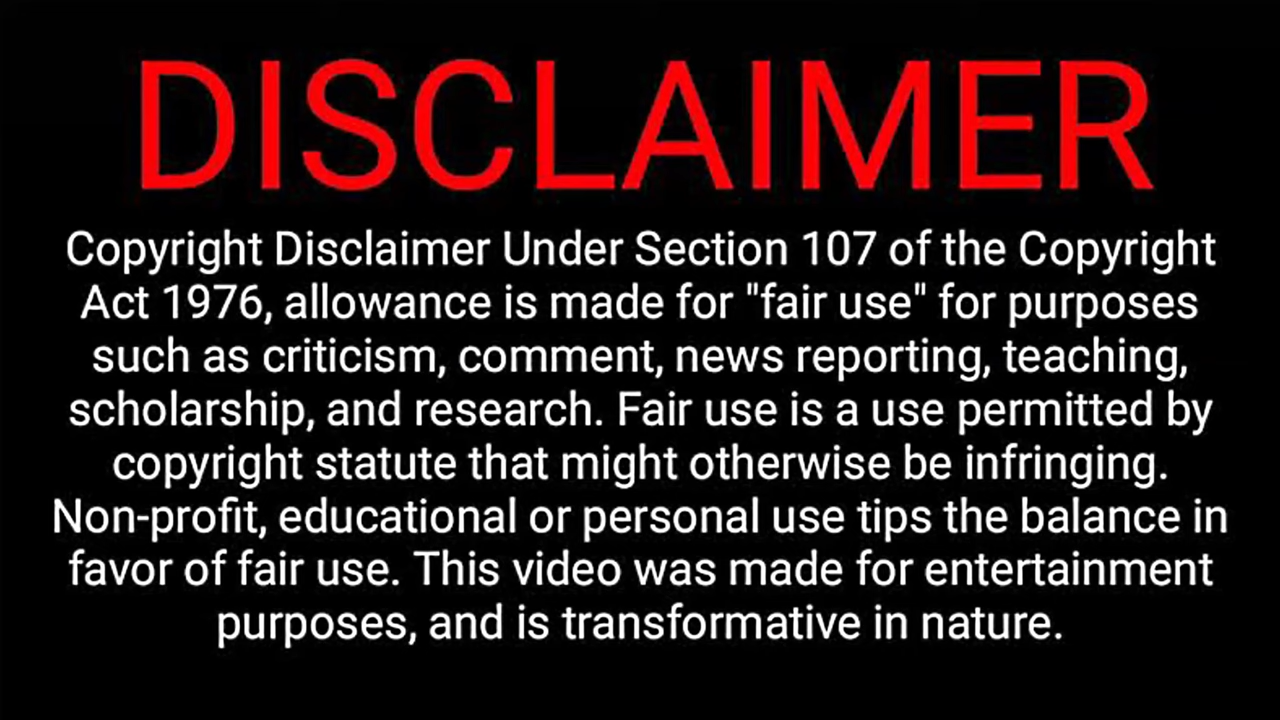 DISCLAIMER
Copyright Disclaimer Under Section 107 of the Copyright
Act 1976, allowance is made for "fair use" for purposes
such as criticism, comment, news reporting, teaching,
scholarship, and research. Fair use is a use permitted by
copyright statute that might otherwise be infringing.
Non-profit, educational or personal use tips the balance in
favor of fair use. This video was made for entertainment
purposes, and is transformative in nature.